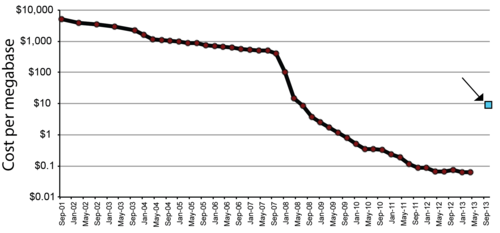 Cost per megabase
$10,000
$1,000
$100
$10
$1
$0.1
$0.01
Sep-01
Jan-02
May-02
Sep-02
Jan-03
May-03
Sep-03
Jan-04
May-04
Sep-04
Jan-05
May-05
Sep-05
Jan-06
May-06
Sep-06
Jan-07
May-07
Sep-07
Jan-08
May-08
Sep-08
Jan-09
May-09
Sep-09
Jan-10
May-10
Sep-10
Jan-11
May-11
Sep-11
Jan-12
May-12
Sep-12
Jan-13
May-13
Sep-13